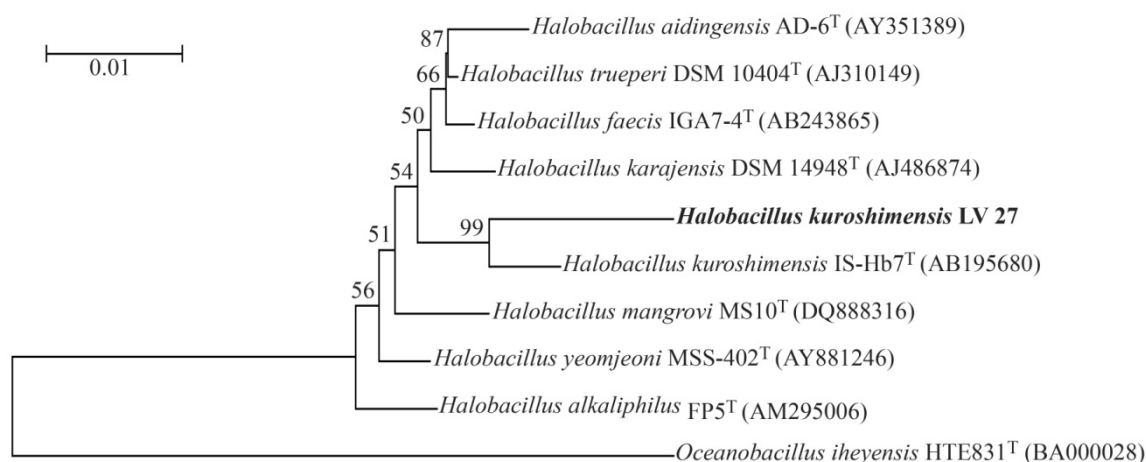 Halobacillus aidingensis AD-6ᵀ (AY351389)
87
0.01
66
Halobacillus trueperi DSM 10404ᵀ (AJ310149)
50
Halobacillus faecis IGA7-4ᵀ (AB243865)
54
Halobacillus karajensis DSM 14948ᵀ (AJ486874)
99
Halobacillus kuroshimensis LV 27
51
Halobacillus kuroshimensis IS-Hb7ᵀ (AB195680)
56
Halobacillus mangrovi MS10ᵀ (DQ888316)
Halobacillus yeomjeoni MSS-402ᵀ (AY881246)
Halobacillus alkaliphilus FP5ᵀ (AM295006)
Oceanobacillus iheyensis HTE831ᵀ (BA000028)